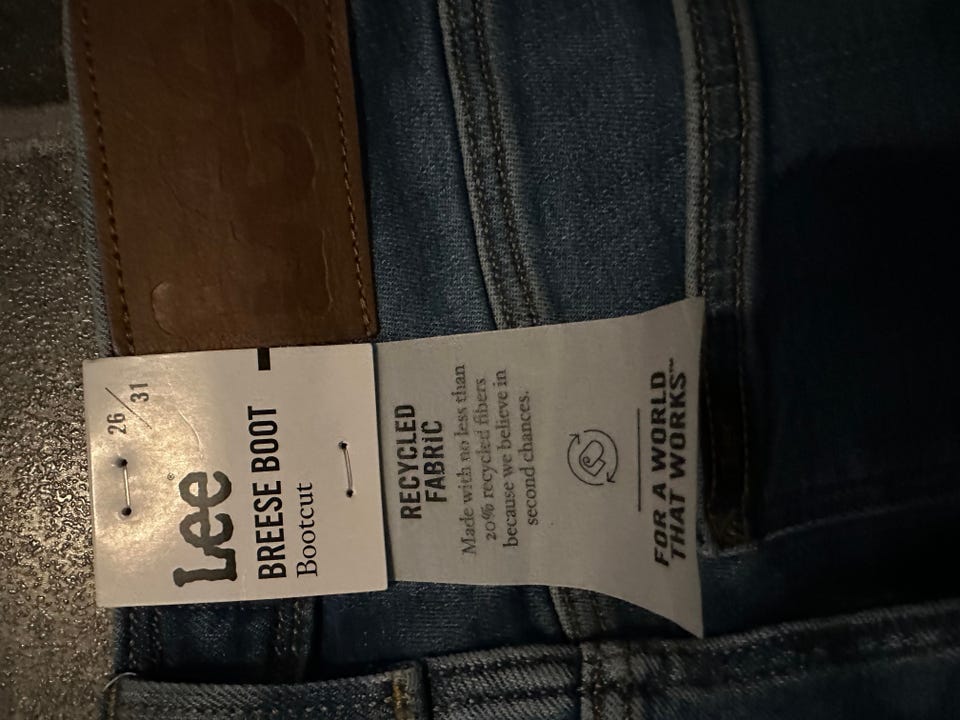 26/31
Lee®
BREESE BOOT
Bootcut
RECYCLED
FABRiC
Made with no less than
20% recycled fibers
because we believe in
second chances.
FOR A WORLD
THAT WORKS™